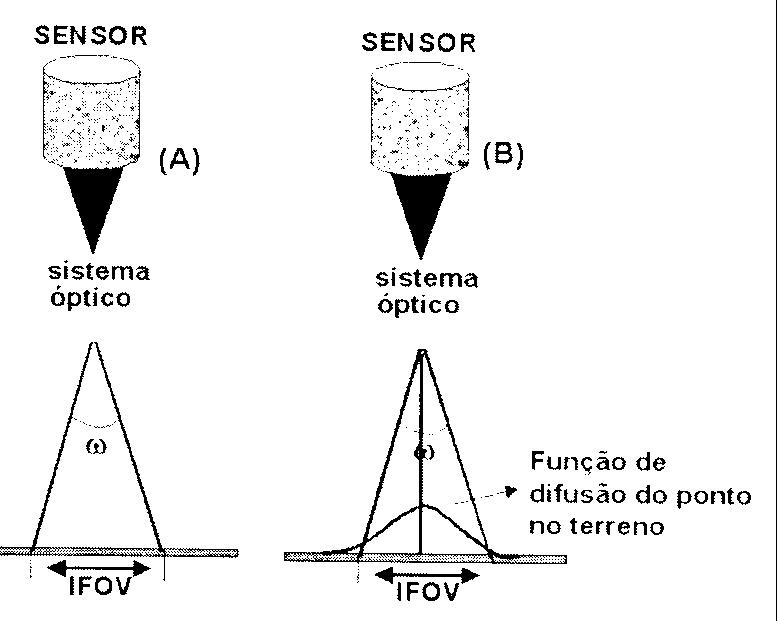 SENSOR
(A)
sistema
óptico
ω
IFOV
SENSOR
(B)
sistema
óptico
Função de
difusão do ponto
no terreno
IFOV